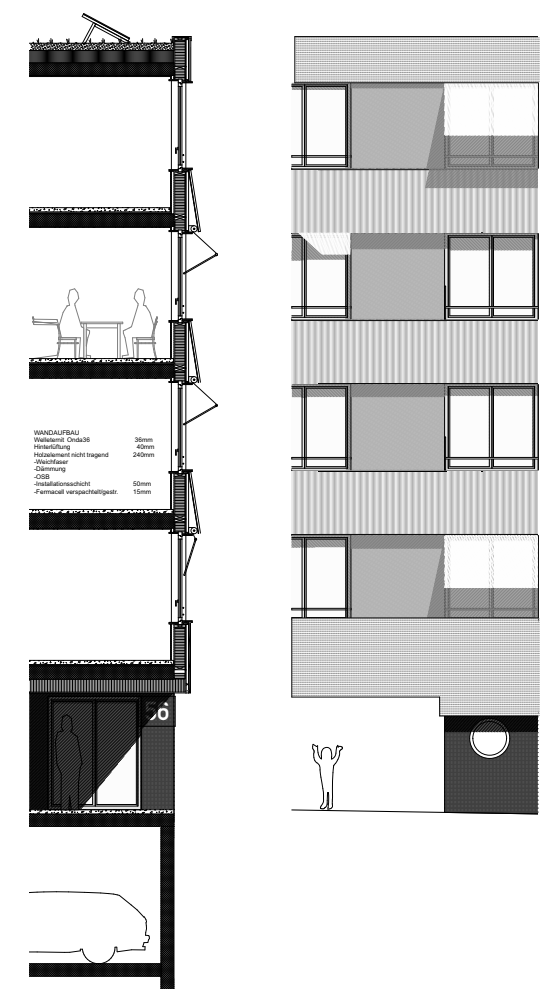 WANDAUFBAU
Welleternit Onda36 36mm
Hinterlüftung 40mm
Holzelement nicht tragend 240mm
-Weichfaser
-Dämmung
-OSB
-Installationsschicht 50mm
-Fermacell verspachtelt/gestr. 15mm
56